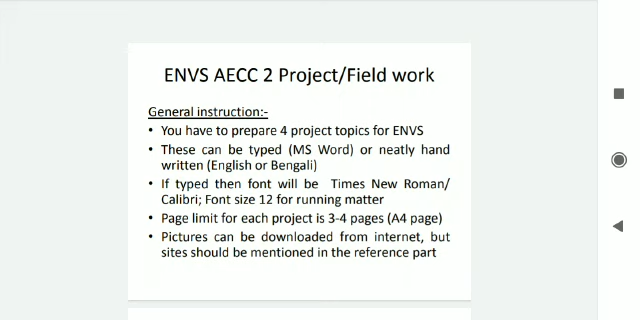 ENVS AECC 2 Project/Field work
General instruction:-
• You have to prepare 4 project topics for ENVS
• These can be typed (MS Word) or neatly hand
written (English or Bengali)
• If typed then font will be Times New Roman/
Calibri; Font size 12 for running matter
• Page limit for each project is 3-4 pages (A4 page)
• Pictures can be downloaded from internet, but
sites should be mentioned in the reference part